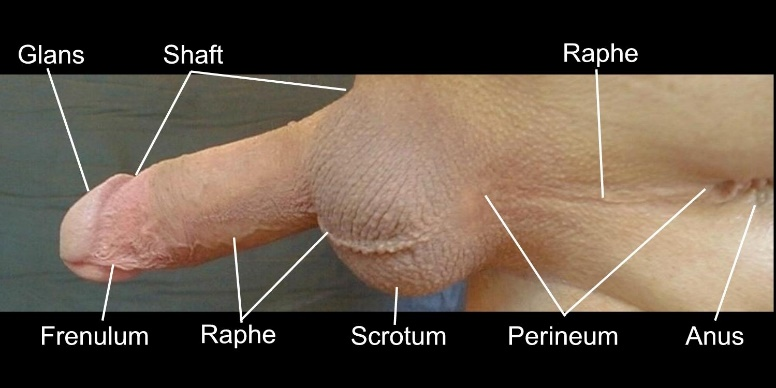 Glans
Shaft
Raphe
Frenulum
Raphe
Scrotum
Perineum
Anus